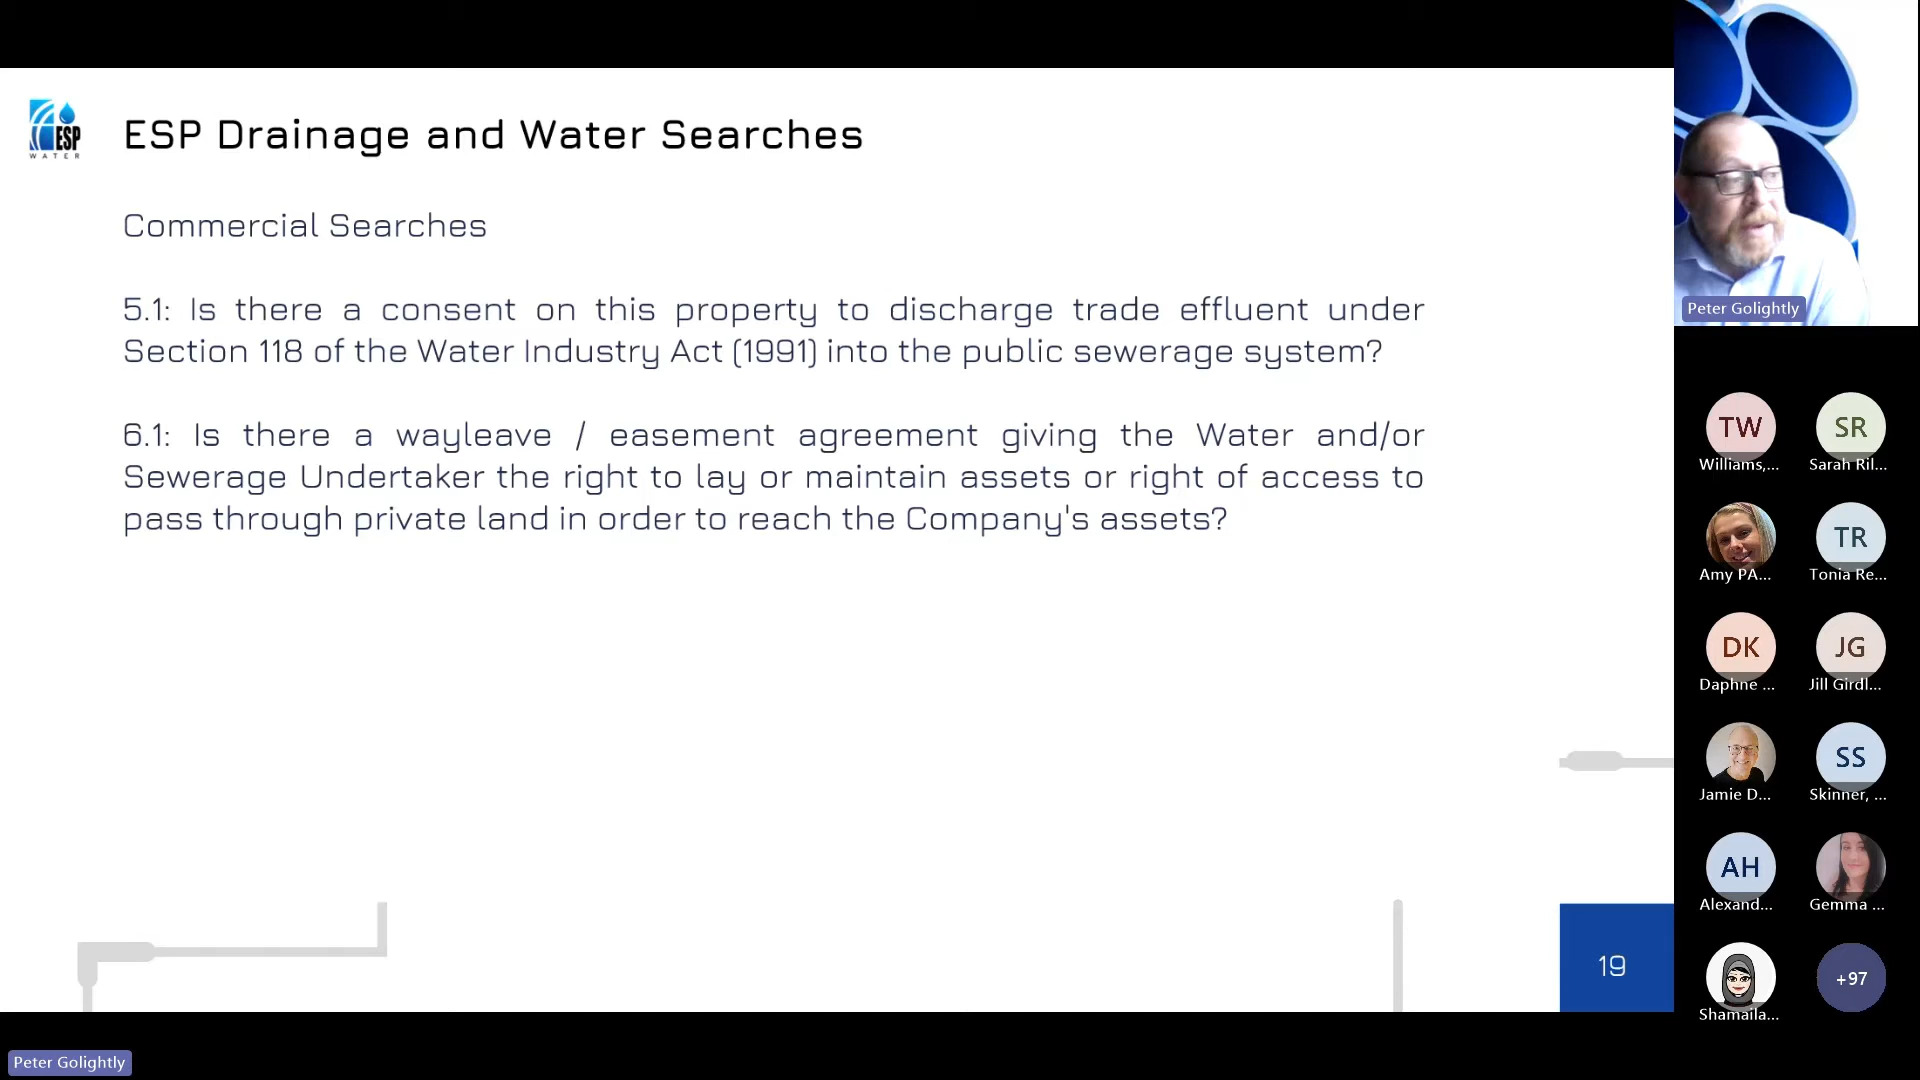 ESP
WATER
ESP Drainage and Water Searches
Commercial Searches
5.1: Is there a consent on this property to discharge trade effluent under
Section 118 of the Water Industry Act (1991) into the public sewerage system?
6.1: Is there a wayleave / easement agreement giving the Water and/or
Sewerage Undertaker the right to lay or maintain assets or right of access to
pass through private land in order to reach the Company's assets?
19
Peter Golightly
TW
Williams,...
SR
Sarah Ril...
Amy PA...
TR
Tonia Re...
DK
Daphne ...
JG
Jill Girdl...
Jamie D...
SS
Skinner, ...
AH
Alexand...
Gemma ...
Shamaila...
+97
Peter Golightly